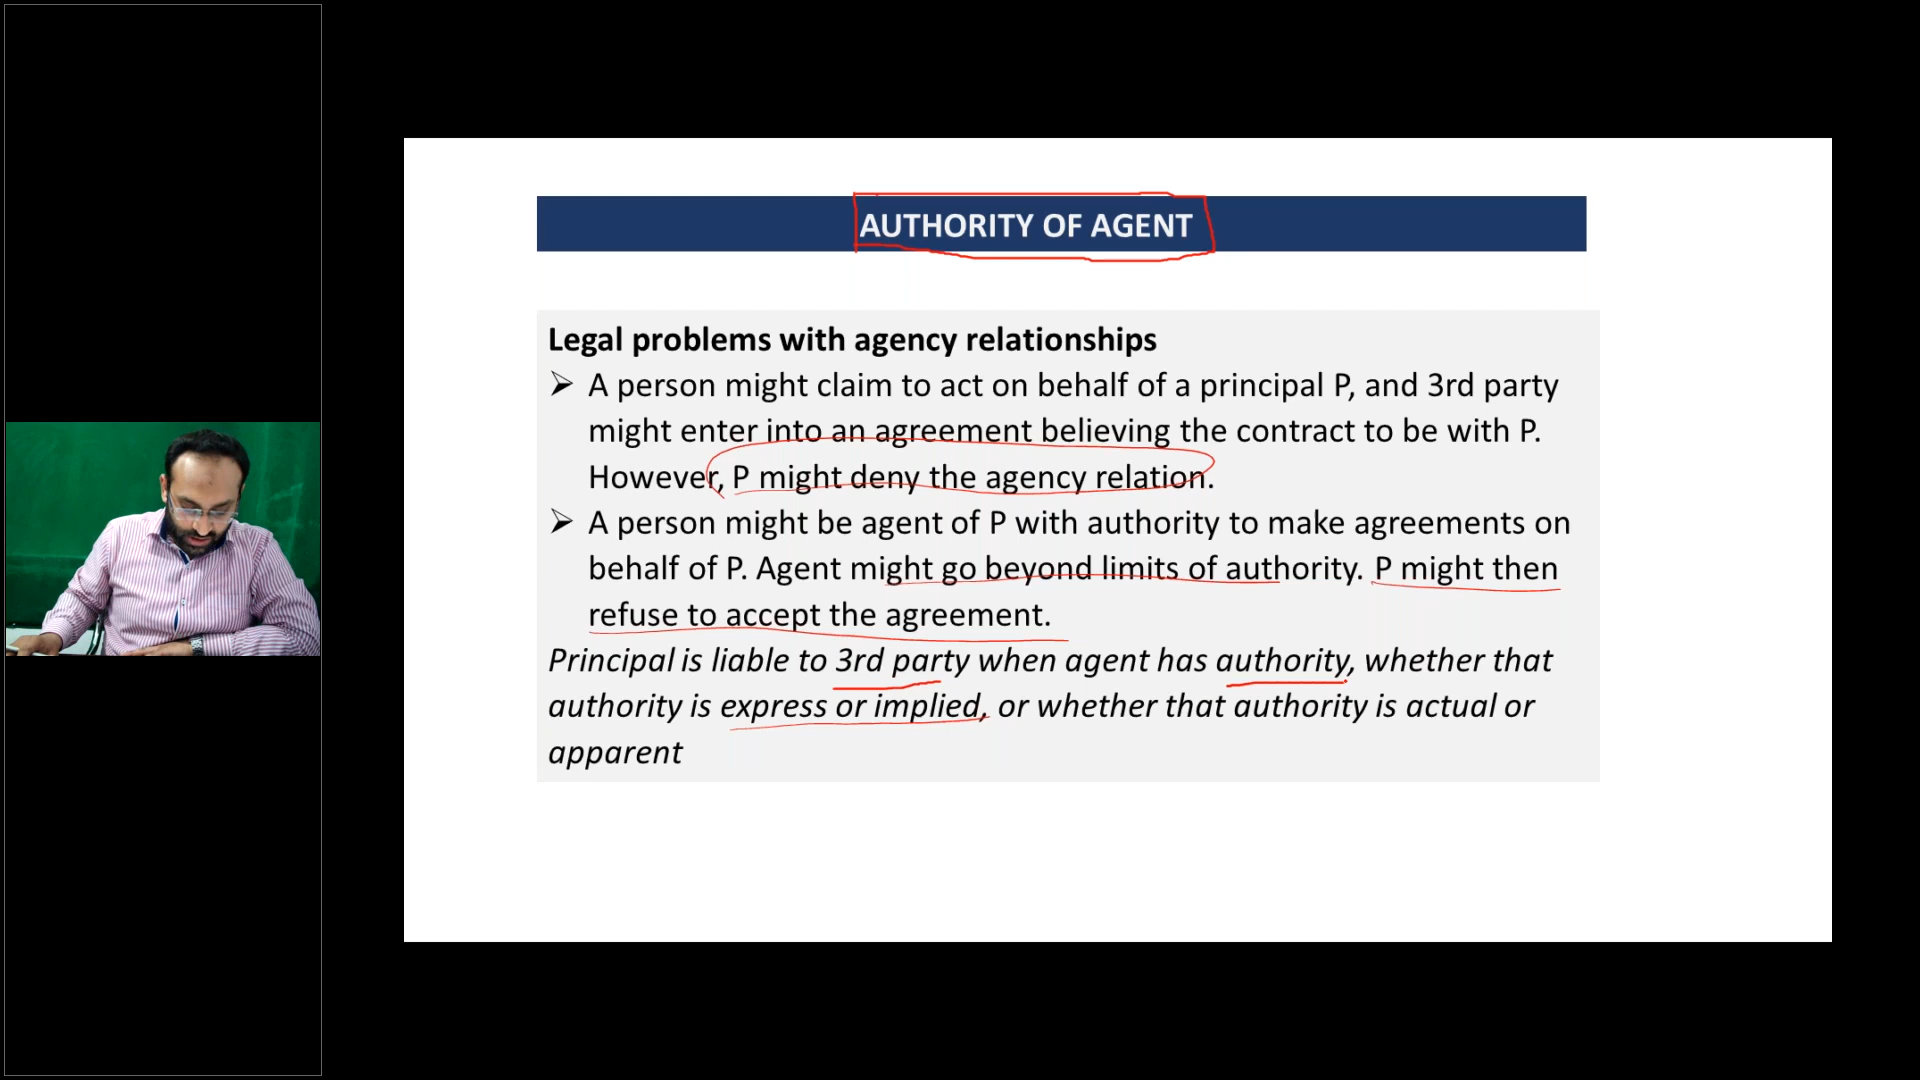 AUTHORITY OF AGENT
Legal problems with agency relationships
➢ A person might claim to act on behalf of a principal P, and 3rd party
might enter into an agreement believing the contract to be with P.
However, P might deny the agency relation.
➢ A person might be agent of P with authority to make agreements on
behalf of P. Agent might go beyond limits of authority. P might then
refuse to accept the agreement.
Principal is liable to 3rd party when agent has authority, whether that
authority is express or implied, or whether that authority is actual or
apparent